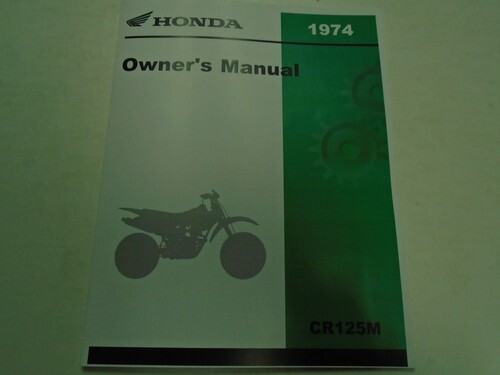 HONDA
1974
Owner's Manual
CR125M